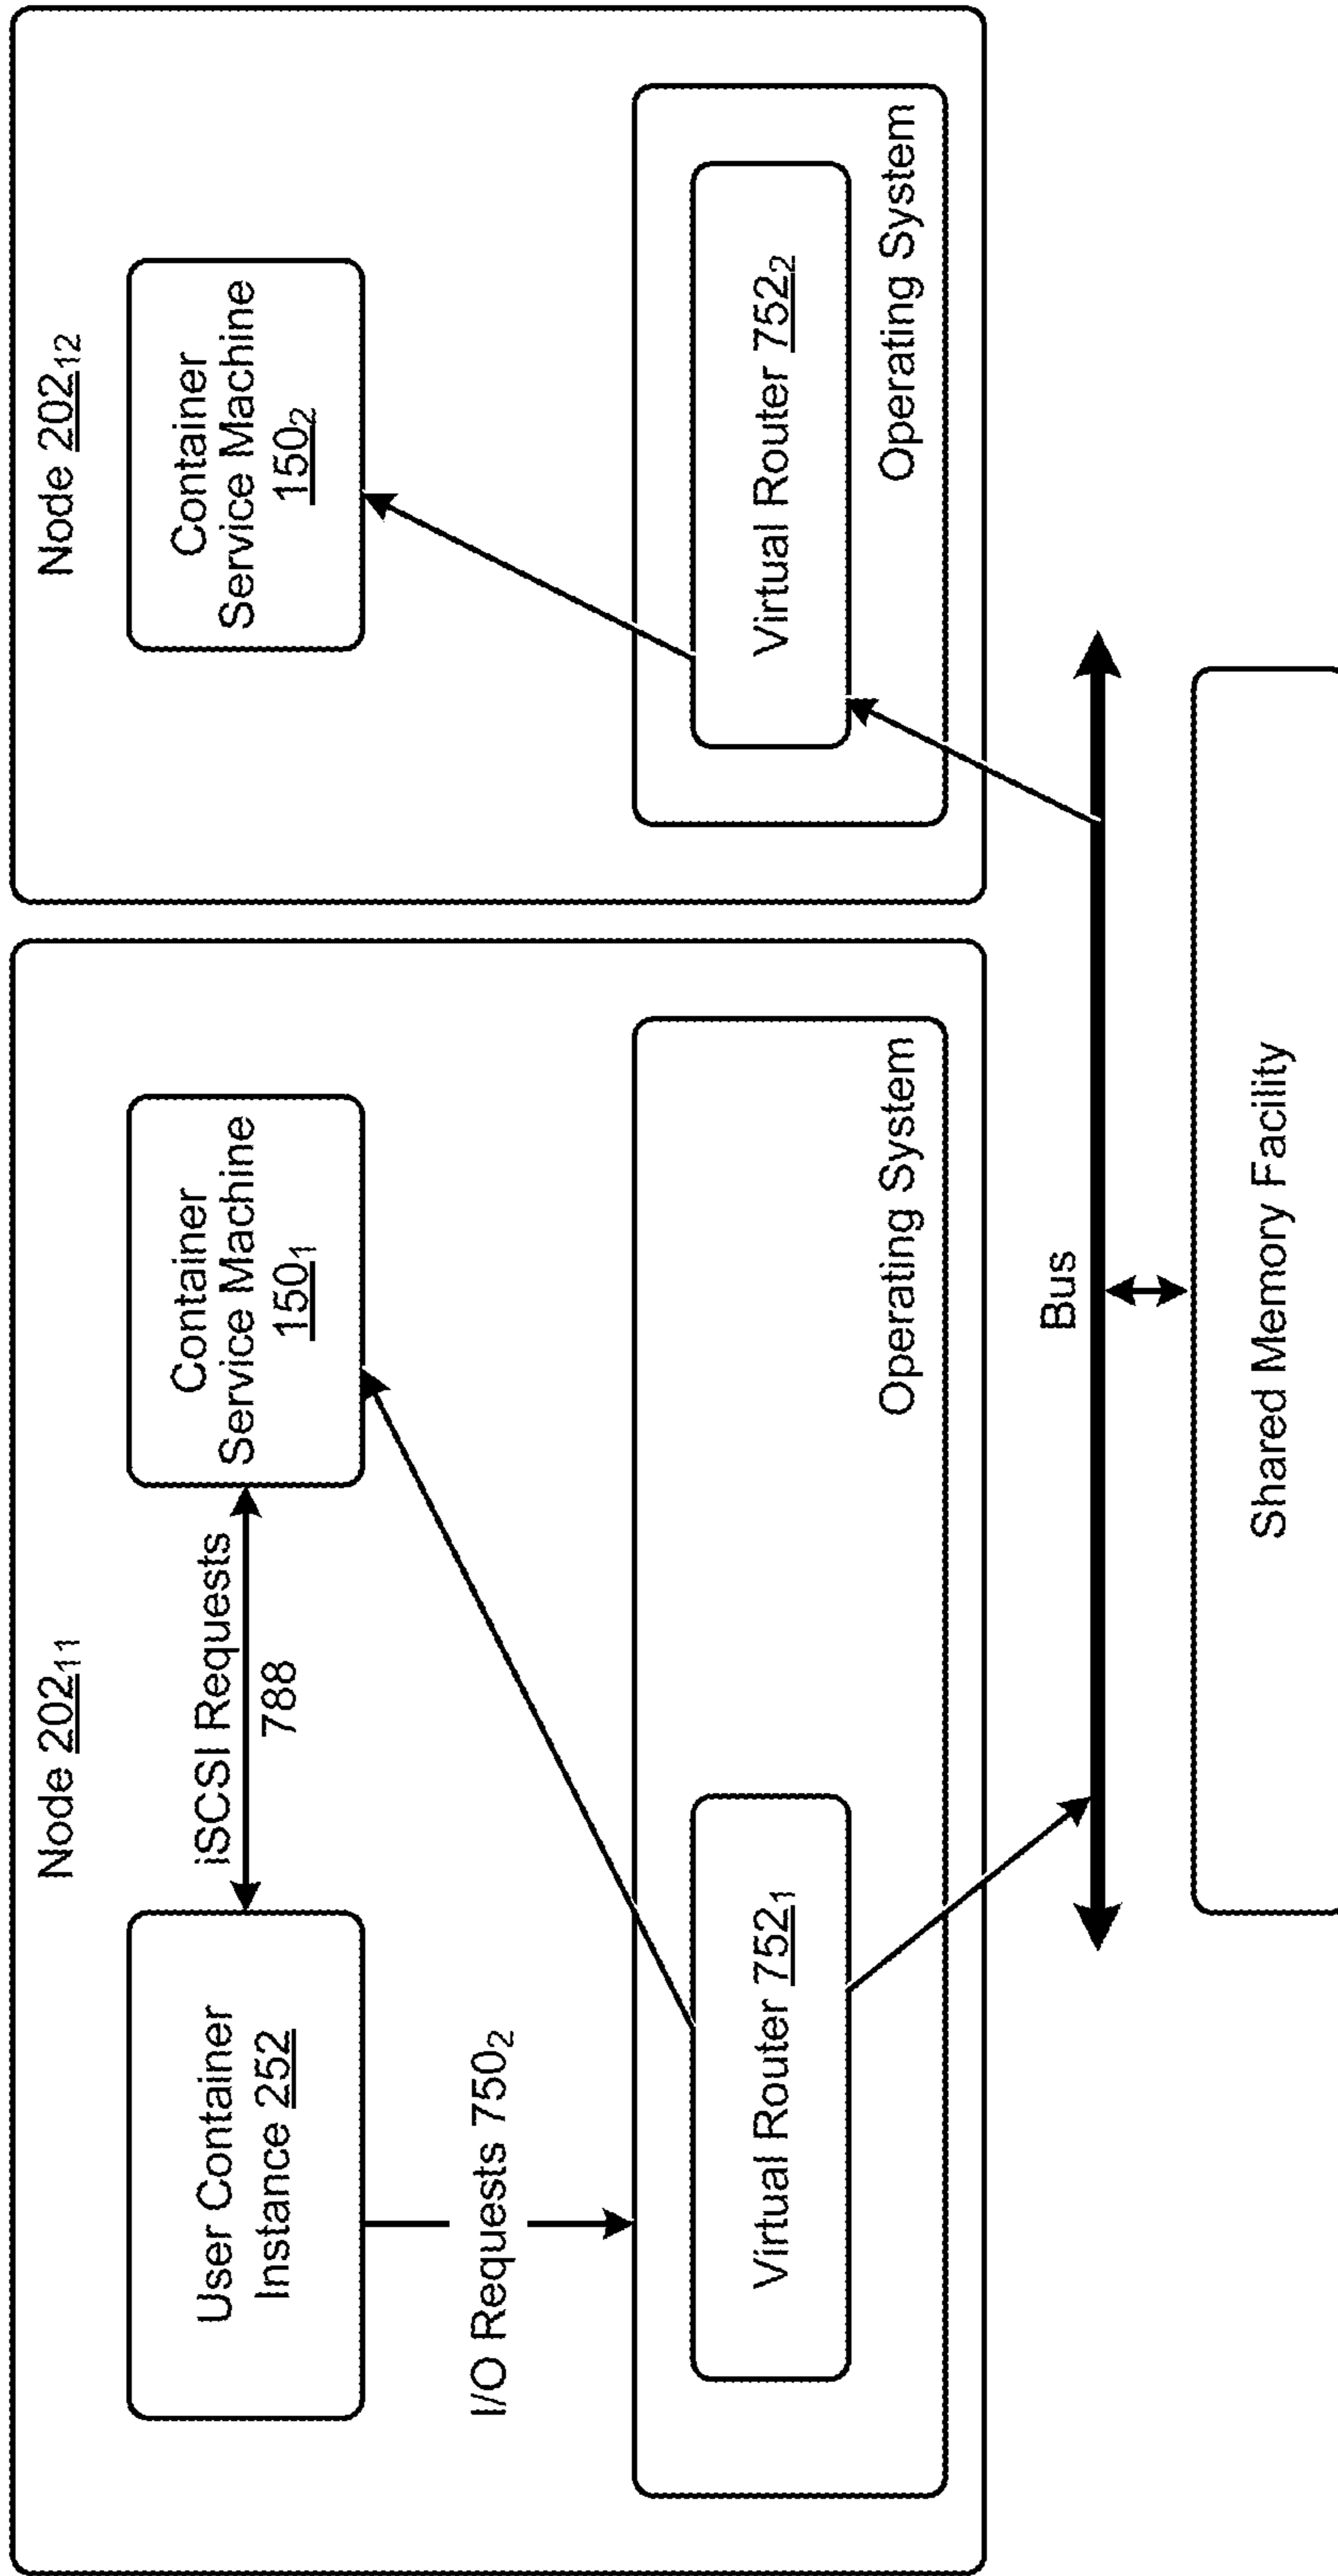 Node 202₁₁
User Container
Instance 252
iSCSI Requests
788
Container
Service Machine
150₁
I/O Requests 750₂
Virtual Router 752₁
Operating System
Node 202₁₂
Container
Service Machine
150₂
Virtual Router 752₂
Operating System
Bus
Shared Memory Facility